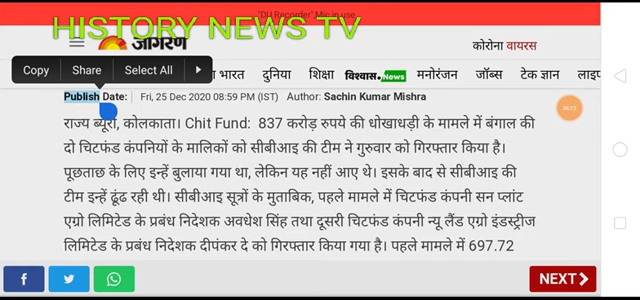 'DU Recorder' Mic in use
HISTORY NEWS TV
जागरण
कोरोना वायरस
Copy Share Select All
भारत दुनिया शिक्षा विश्वास.News मनोरंजन जॉब्स टेक ज्ञान लाइफ
Publish Date: Fri, 25 Dec 2020 08:59 PM (IST) Author: Sachin Kumar Mishra
06:23
राज्य ब्यूरो, कोलकाता। Chit Fund: 837 करोड़ रुपये की धोखाधड़ी के मामले में बंगाल की
दो चिटफंड कंपनियों के मालिकों को सीबीआइ की टीम ने गुरुवार को गिरफ्तार किया है।
पूछताछ के लिए इन्हें बुलाया गया था, लेकिन यह नहीं आए थे। इसके बाद से सीबीआइ की
टीम इन्हें ढूंढ रही थी। सीबीआइ सूत्रों के मुताबिक, पहले मामले में चिटफंड कंपनी सन प्लांट
एग्रो लिमिटेड के प्रबंध निदेशक अवधेश सिंह तथा दूसरी चिटफंड कंपनी न्यू लैंड एग्रो इंडस्ट्रीज
लिमिटेड के प्रबंध निदेशक दीपंकर दे को गिरफ्तार किया गया है। पहले मामले में 697.72
NEXT